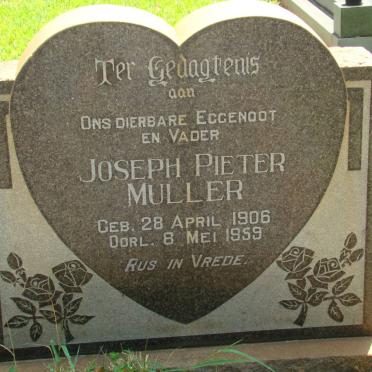 Ter Gedagtenis
aan
Ons dierbare Eggenoot
en Vader
Joseph Pieter
Muller
Geb. 28 April 1906
Oorl. 8 Mei 1959
Rus in Vrede.